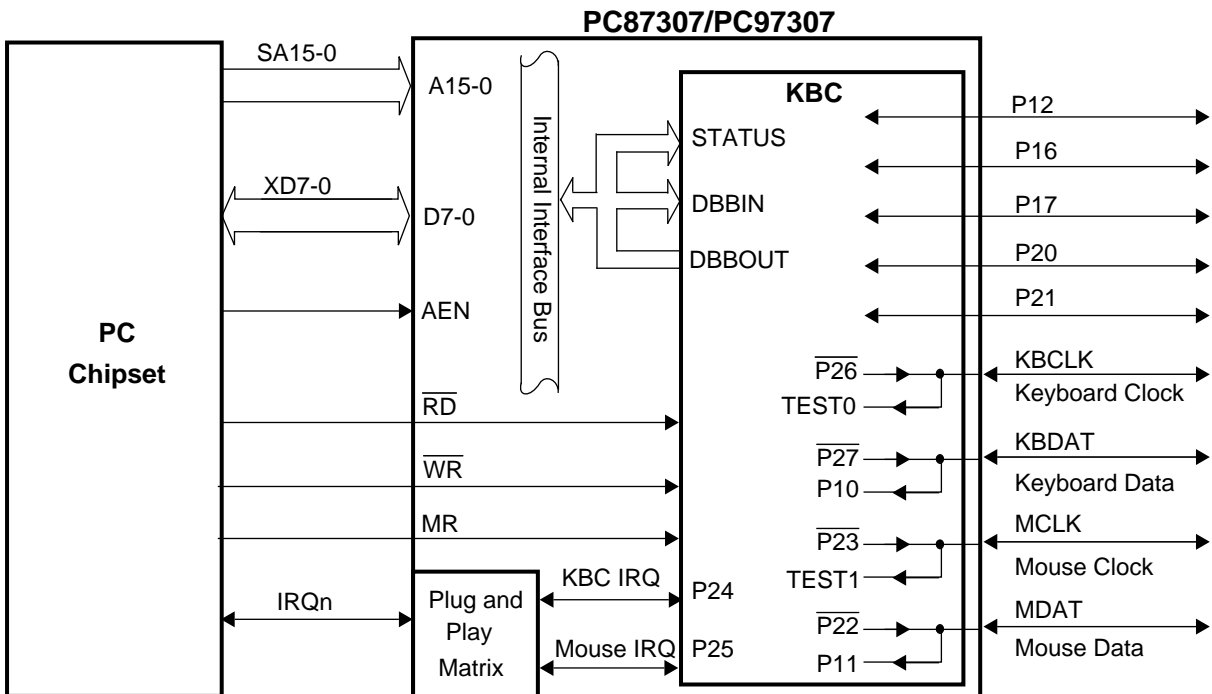 PC87307/PC97307
PC
Chipset
SA15-0
A15-0
XD7-0
D7-0
AEN
RD
WR
MR
IRQn
Plug and
Play
Matrix
Internal Interface Bus
KBC IRQ
Mouse IRQ
KBC
STATUS
DBBIN
DBBOUT
P24
P25
P26
TEST0
P27
P10
P23
TEST1
P22
P11
P12
P16
P17
P20
P21
KBCLK
Keyboard Clock
KBDAT
Keyboard Data
MCLK
Mouse Clock
MDAT
Mouse Data